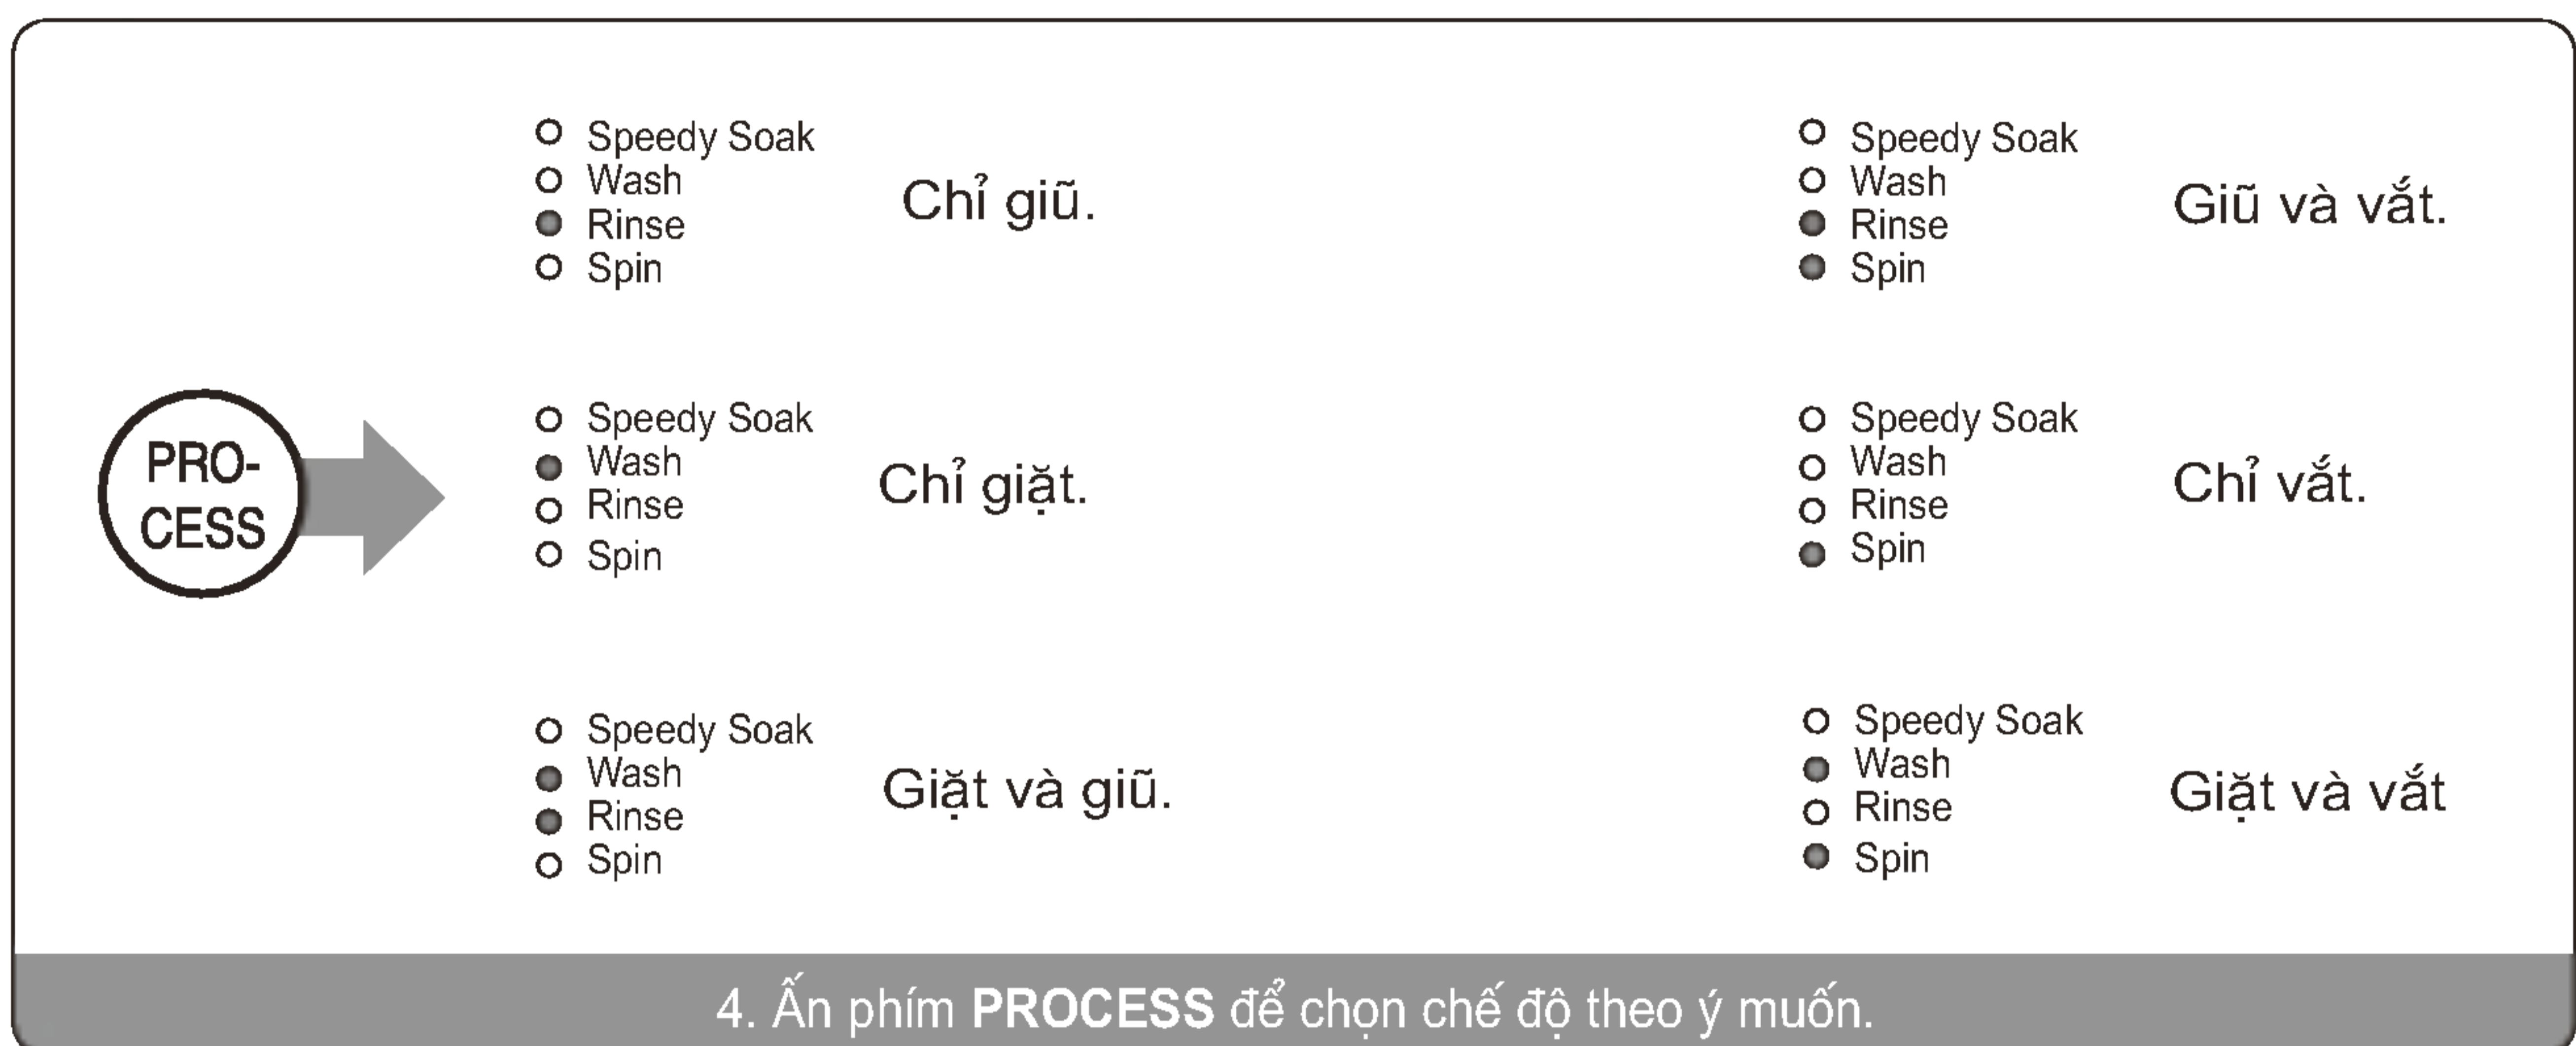 Speedy Soak
Wash
Rinse
Spin
Chỉ giũ.
Speedy Soak
Wash
Rinse
Spin
Giũ và vắt.
PRO-
CESS
Speedy Soak
Wash
Rinse
Spin
Chỉ giặt.
Speedy Soak
Wash
Rinse
Spin
Chỉ vắt.
Speedy Soak
Wash
Rinse
Spin
Giặt và giũ.
Speedy Soak
Wash
Rinse
Spin
Giặt và vắt
4. Ấn phím PROCESS để chọn chế độ theo ý muốn.